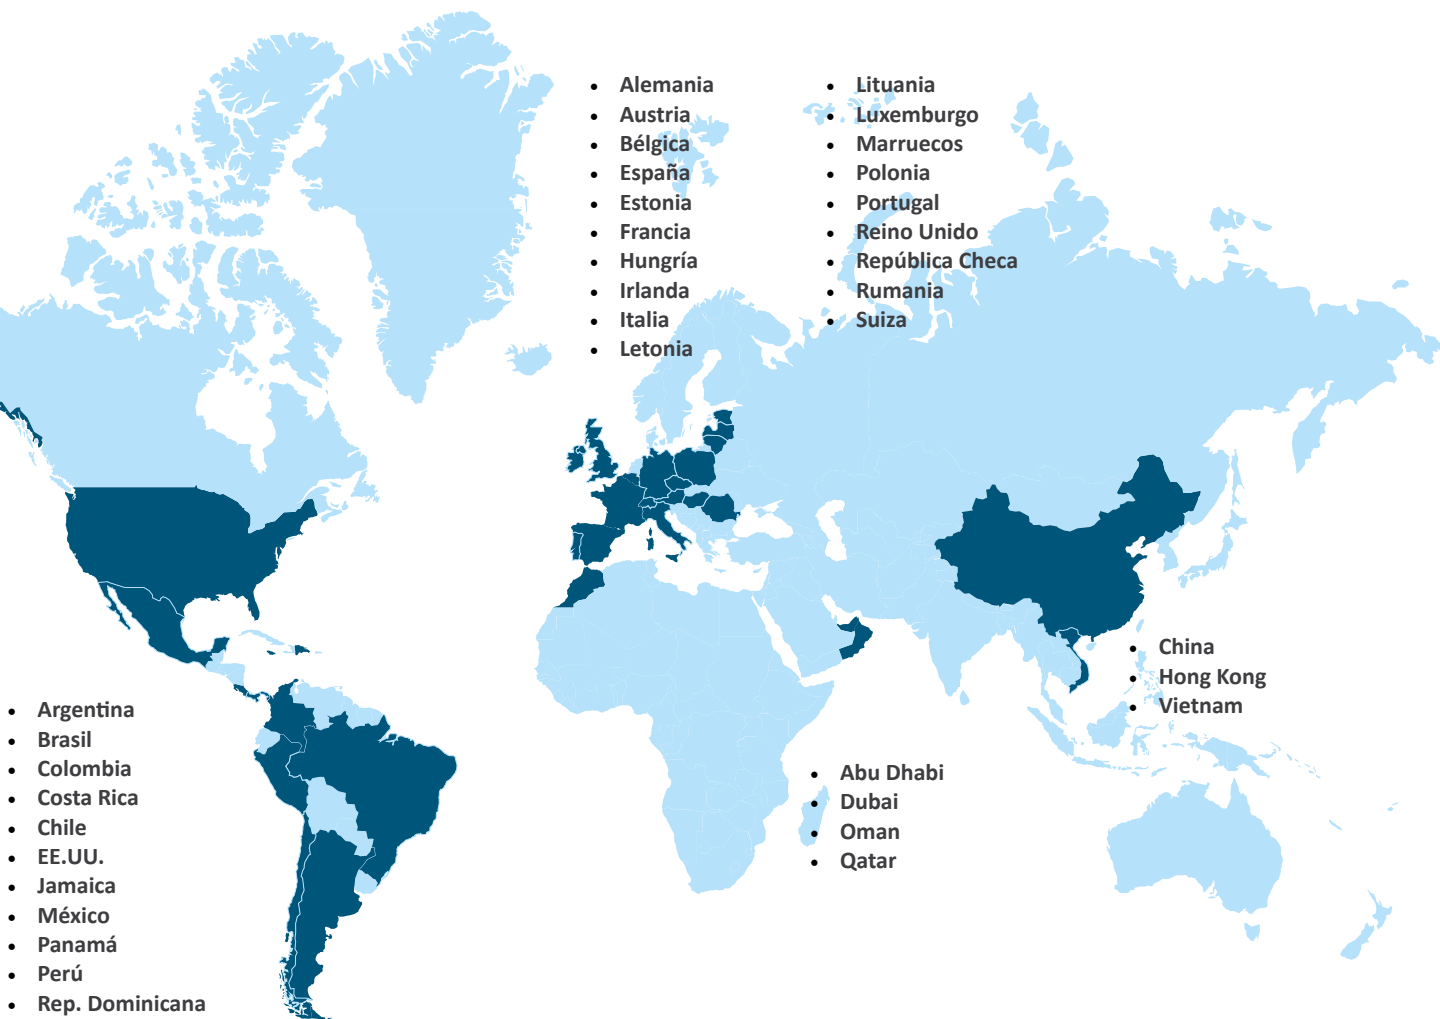 • Alemania
• Austria
• Bélgica
• España
• Estonia
• Francia
• Hungría
• Irlanda
• Italia
• Letonia
• Lituania
• Luxemburgo
• Marruecos
• Polonia
• Portugal
• Reino Unido
• República Checa
• Rumania
• Suiza
• China
• Hong Kong
• Vietnam
• Argentina
• Brasil
• Colombia
• Costa Rica
• Chile
• EE.UU.
• Jamaica
• México
• Panamá
• Perú
• Rep. Dominicana
• Abu Dhabi
• Dubai
• Oman
• Qatar